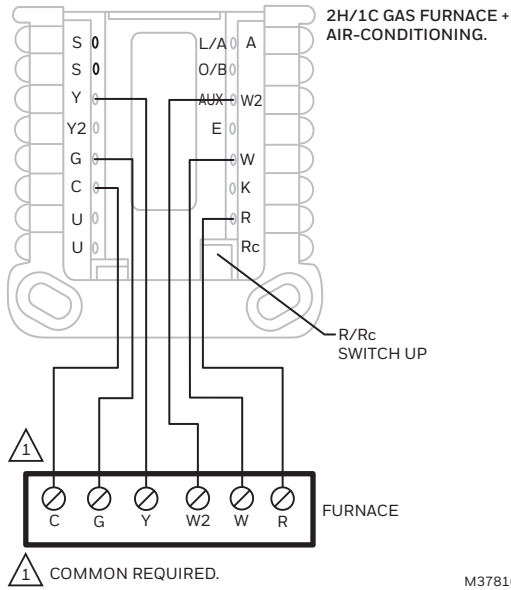 2H/1C GAS FURNACE +
AIR-CONDITIONING.
S L/A A
S O/B
Y AUX W2
Y2 E
G W
C K
U R
U Rc
R/Rc
SWITCH UP
1
C G Y W2 W R
FURNACE
1 COMMON REQUIRED.